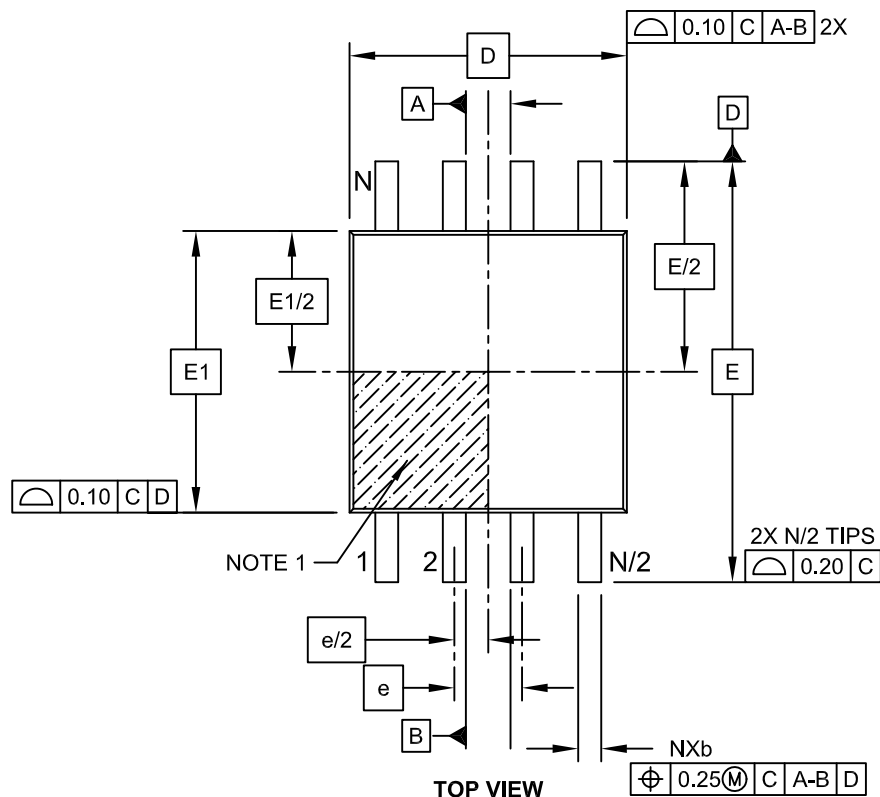 ⌓ 0.10 C A-B 2X
D
A
D
N
E/2
E1/2
E1
E
⌓ 0.10 C D
NOTE 1
1
2
N/2
2X N/2 TIPS
⌓ 0.20 C
e/2
e
B
NXb
⌖ 0.25Ⓜ C A-B D
TOP VIEW